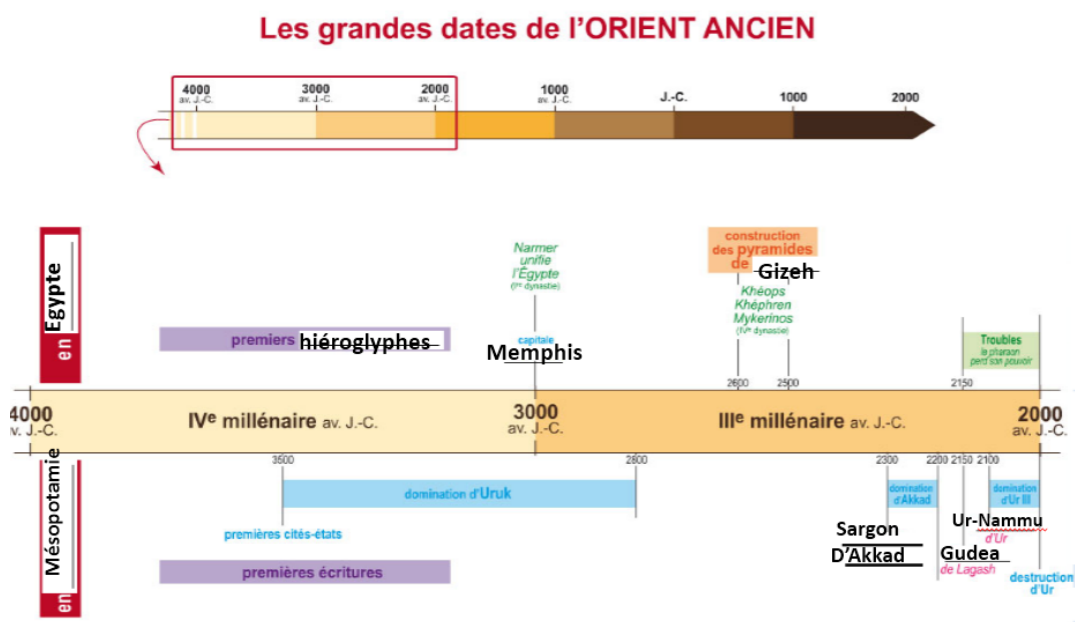 Les grandes dates de l'ORIENT ANCIEN
4000
av. J.-C.
3000
av. J.-C.
2000
av. J.-C.
1000
av. J.-C.
J.-C.
1000
2000
en Egypte
premiers hiéroglyphes
Narmer
unifie
l'Égypte
(Ire dynastie)
capitale
Memphis
construction
des pyramides
de Gizeh
Khéops
Khéphren
Mykerinos
(IVe dynastie)
2600
2500
2150
Troubles
le pharaon
perd son pouvoir
4000
v. J.-C.
IVe millénaire av. J.-C.
3000
av. J.-C.
IIIe millénaire av. J.-C.
2000
av. J.-C.
en Mésopotamie
3500
2800
domination d'Uruk
premières cités-états
premières écritures
2300
2200
2150
2100
domination
d'Akkad
domination
d'Ur III
Sargon
D'Akkad
Ur-Nammu
d'Ur
Gudea
de Lagash
destruction
d'Ur